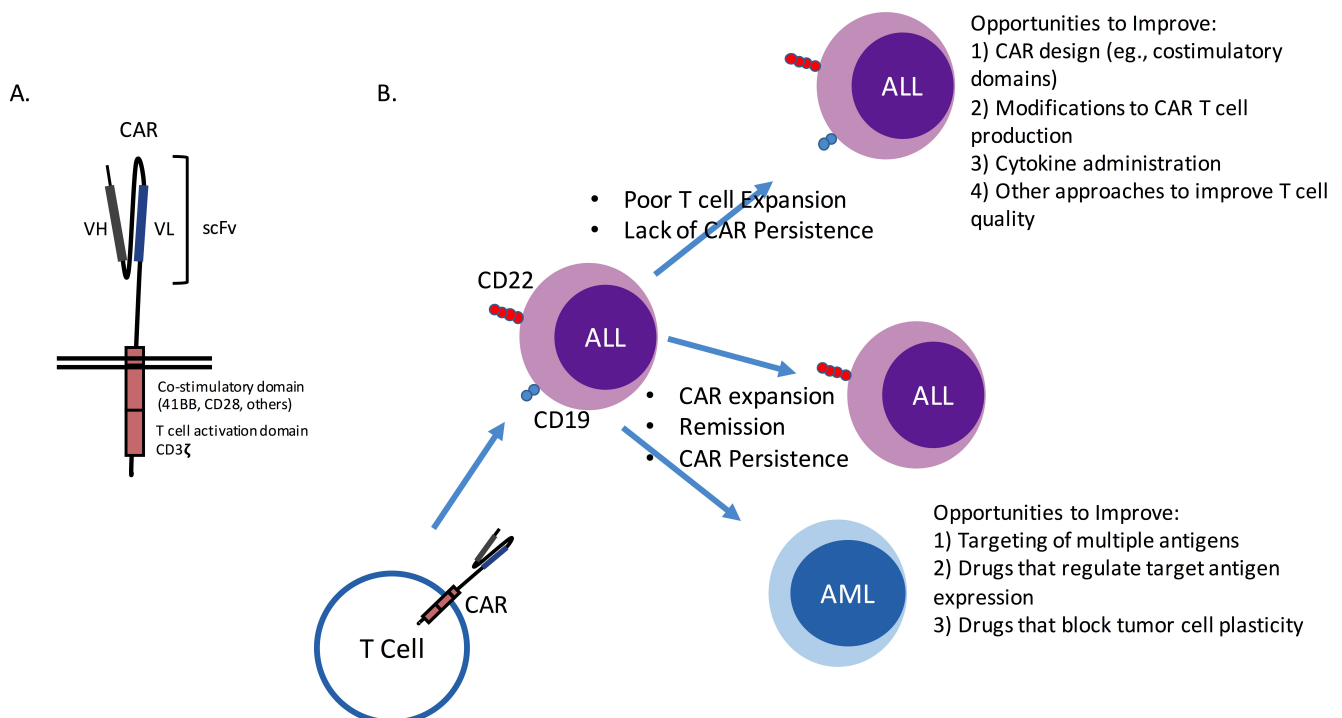 A.
CAR
VH
VL
scFv
Co-stimulatory domain
(41BB, CD28, others)
T cell activation domain
CD3ζ
B.
ALL
Opportunities to Improve:
1) CAR design (eg., costimulatory
domains)
2) Modifications to CAR T cell
production
3) Cytokine administration
4) Other approaches to improve T cell
quality
• Poor T cell Expansion
• Lack of CAR Persistence
CD22
ALL
CD19
• CAR expansion
• Remission
• CAR Persistence
ALL
T Cell
CAR
AML
Opportunities to Improve:
1) Targeting of multiple antigens
2) Drugs that regulate target antigen
expression
3) Drugs that block tumor cell plasticity